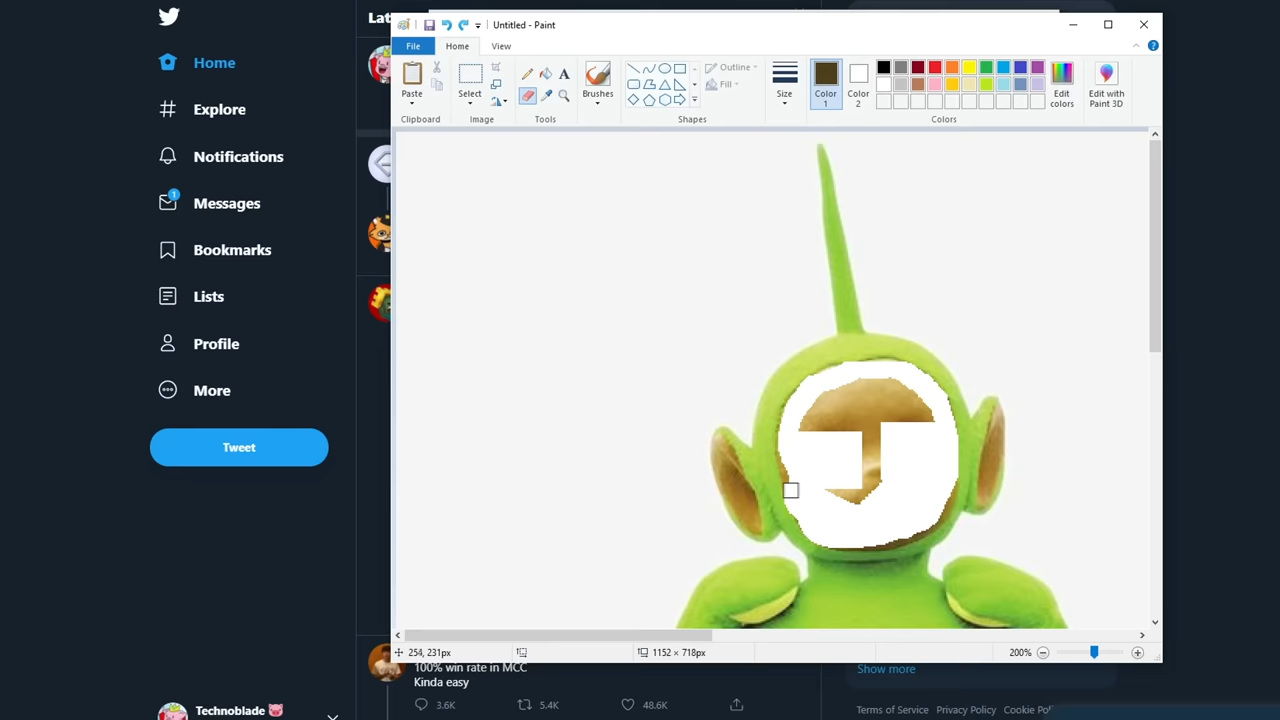 Lat
Untitled - Paint
File
Home
View
Paste
Select
Brushes
Outline
Fill
Size
Color
1
Color
2
Edit
colors
Edit with
Paint 3D
Clipboard
Image
Tools
Shapes
Colors
Home
Explore
Notifications
1
Messages
Bookmarks
Lists
Profile
More
Tweet
254, 231px
1152 × 718px
200%
100% win rate in MCC
Kinda easy
3.6K
5.4K
48.6K
Show more
Technoblade
Terms of Service
Privacy Policy